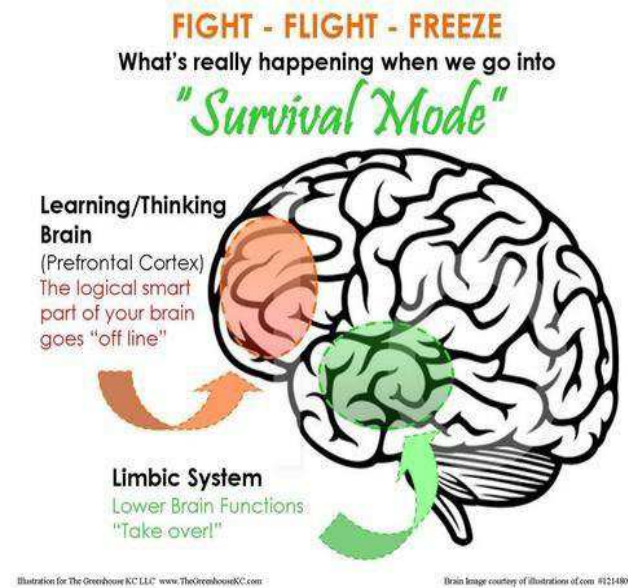 FIGHT - FLIGHT - FREEZE
What's really happening when we go into
"Survival Mode"
Learning/Thinking
Brain
(Prefrontal Cortex)
The logical smart
part of your brain
goes "off line"
Limbic System
Lower Brain Functions
"Take over!"
Illustration for The Greenhouse KC LLC www.TheGreenhouseKC.com
Brain Image courtesy of illustrations of.com #121480